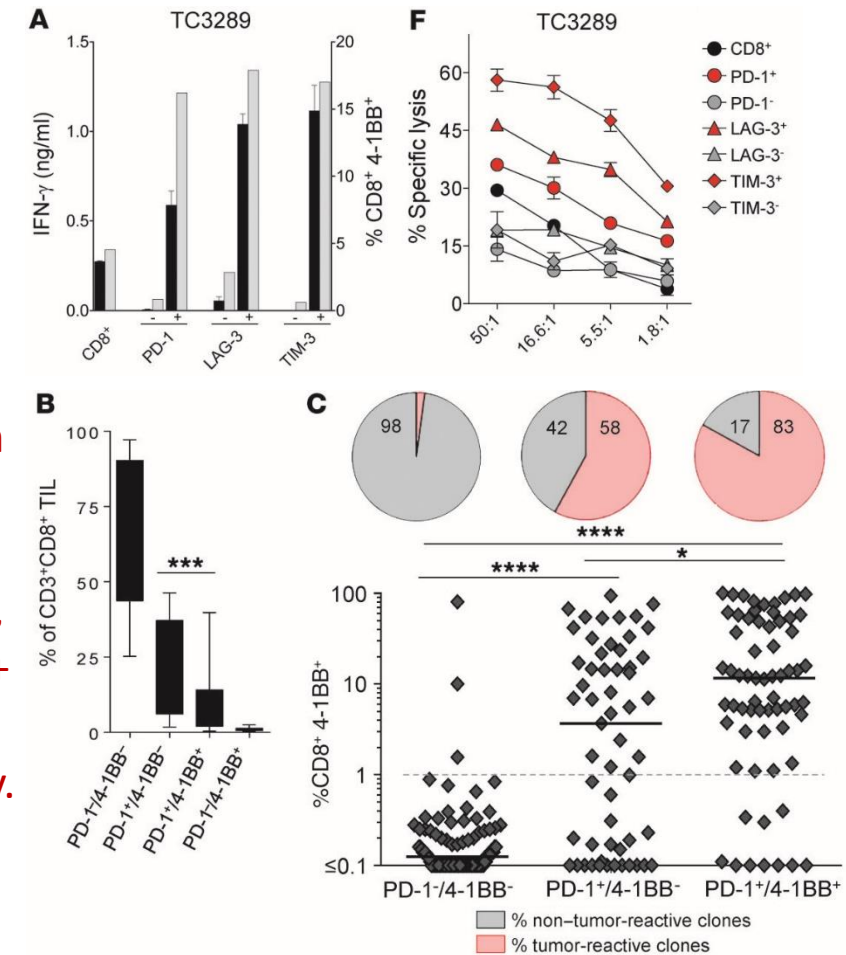 A
TC3289
IFN-γ (ng/ml)
1.5
1.0
0.5
0.0
20
15
10
5
0
% CD8⁺ 4-1BB⁺
- + - + - +
CD8⁺
PD-1
LAG-3
TIM-3
F
TC3289
% Specific lysis
60
45
30
15
0
50:1
16.6:1
5.5:1
1.8:1
CD8⁺
PD-1⁺
PD-1⁻
LAG-3⁺
LAG-3⁻
TIM-3⁺
TIM-3⁻
B
% of CD3⁺CD8⁺ TIL
100
75
50
25
0
***
PD-1⁻/4-1BB⁻
PD-1⁺/4-1BB⁻
PD-1⁺/4-1BB⁺
PD-1⁻/4-1BB⁺
C
98
42 58
17 83
****
**** *
%CD8⁺ 4-1BB⁺
100
10
1
≤0.1
PD-1⁻/4-1BB⁻ PD-1⁺/4-1BB⁻ PD-1⁺/4-1BB⁺
% non–tumor-reactive clones
% tumor-reactive clones